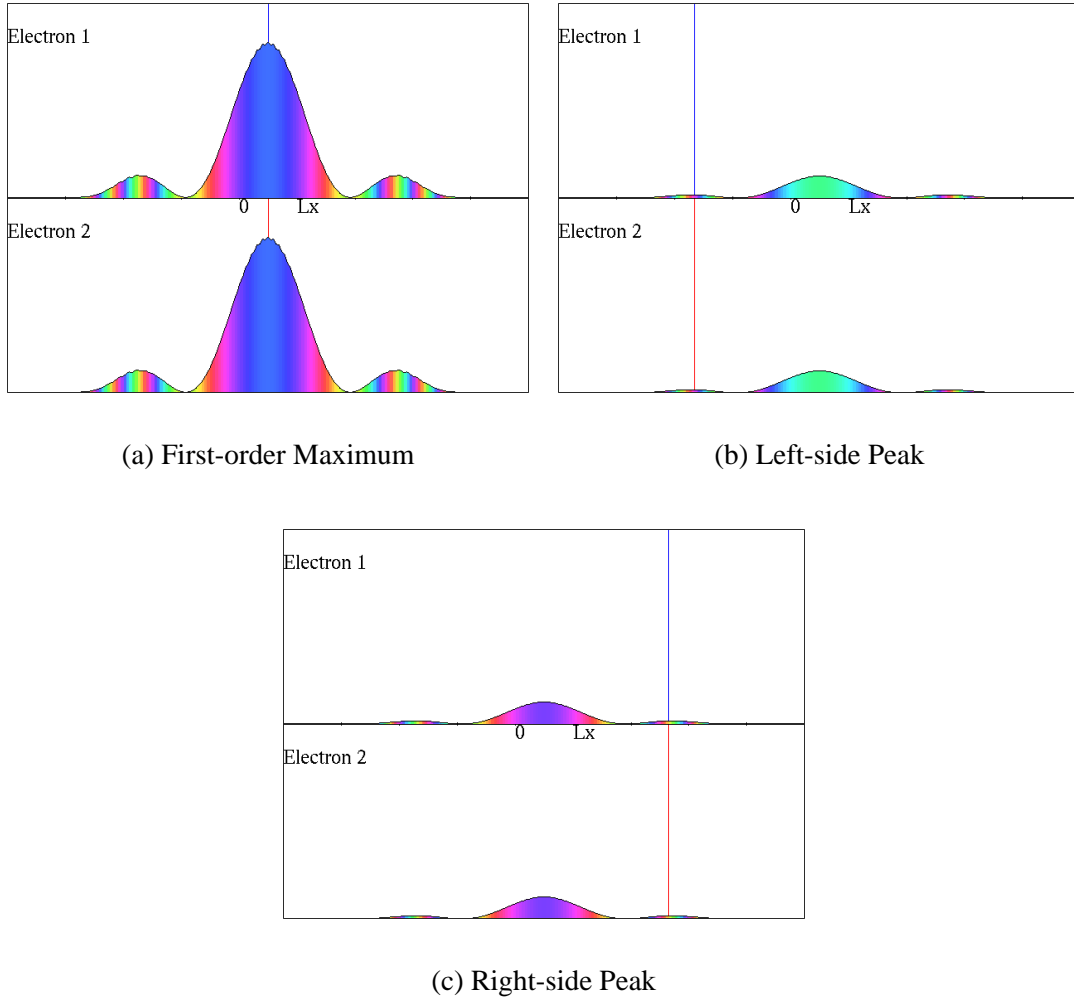 Electron 1
Electron 1
0 Lx
0 Lx
Electron 2
Electron 2
(a) First-order Maximum
(b) Left-side Peak
Electron 1
0 Lx
Electron 2
(c) Right-side Peak